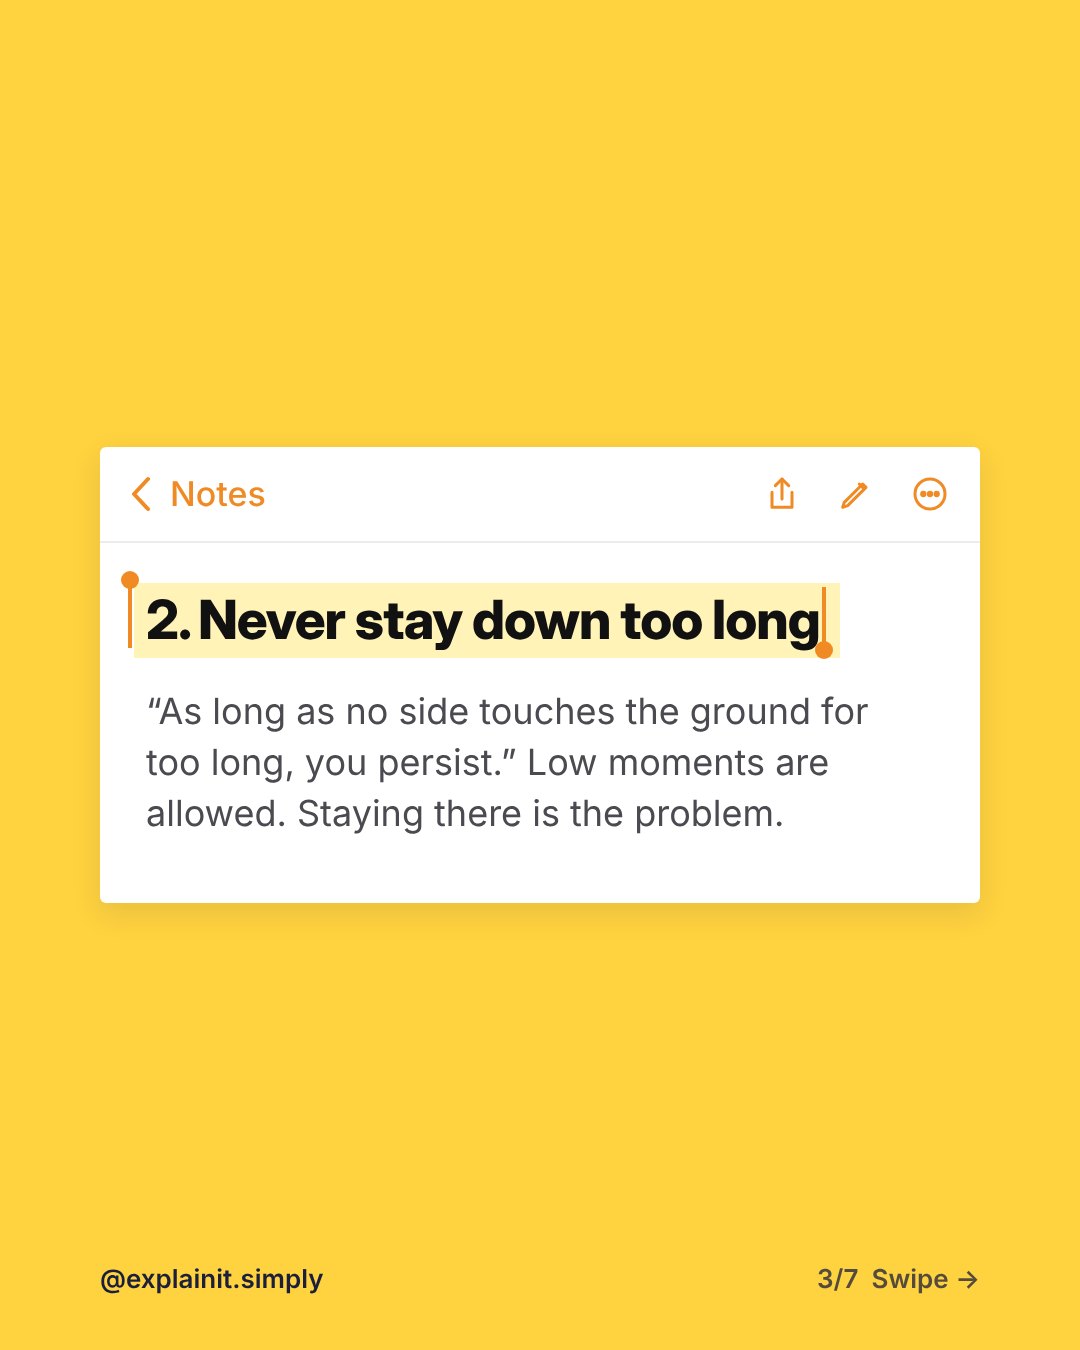 Notes
2. Never stay down too long
“As long as no side touches the ground for
too long, you persist.” Low moments are
allowed. Staying there is the problem.
@explainit.simply
3/7 Swipe →